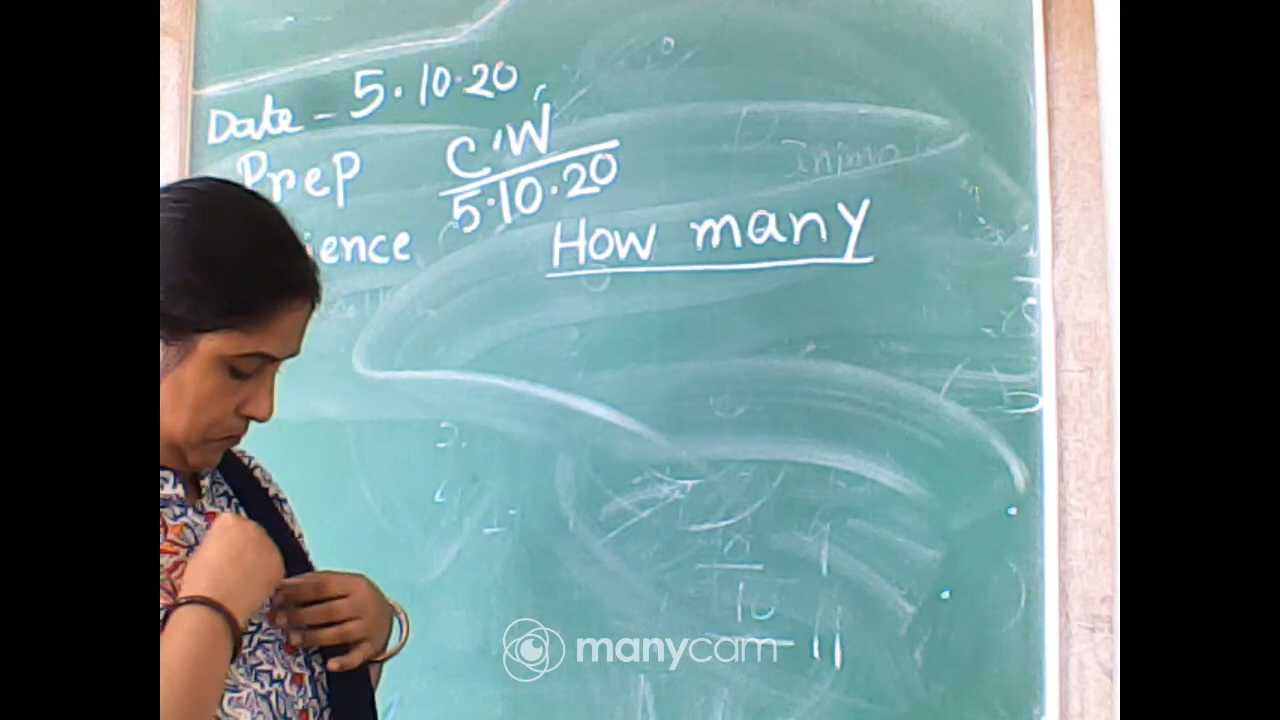 Date - 5.10.20
Prep
C.W
5.10.20
ience
How many
manycam